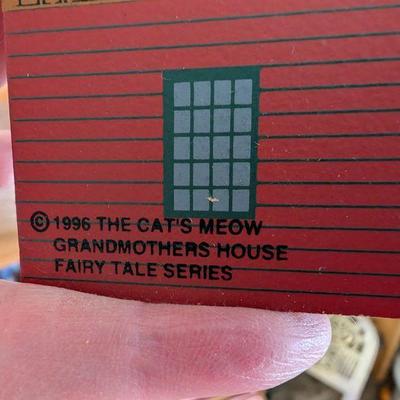 © 1996 THE CAT'S MEOW
GRANDMOTHERS HOUSE
FAIRY TALE SERIES